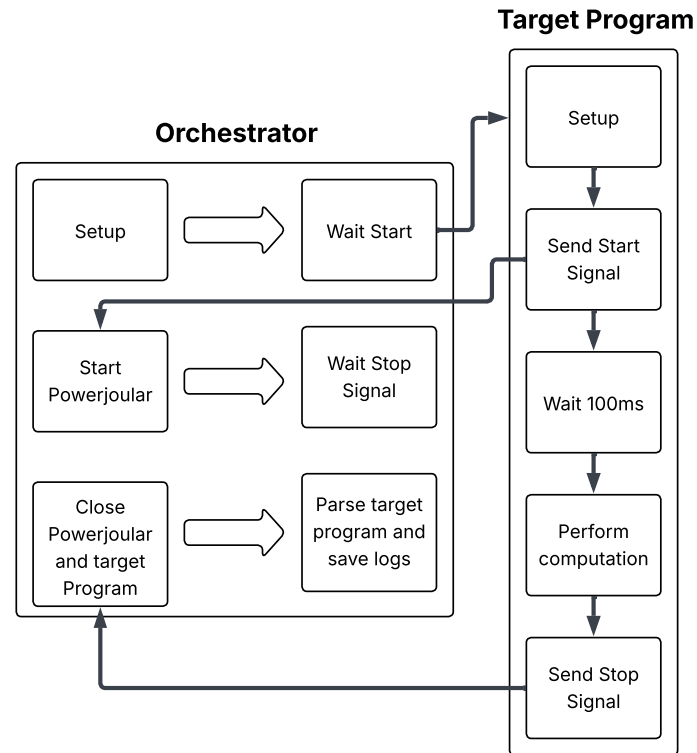 Target Program
Orchestrator
Setup
Wait Start
Start
Powerjoular
Wait Stop
Signal
Close
Powerjoular
and target
Program
Parse target
program and
save logs
Setup
Send Start
Signal
Wait 100ms
Perform
computation
Send Stop
Signal